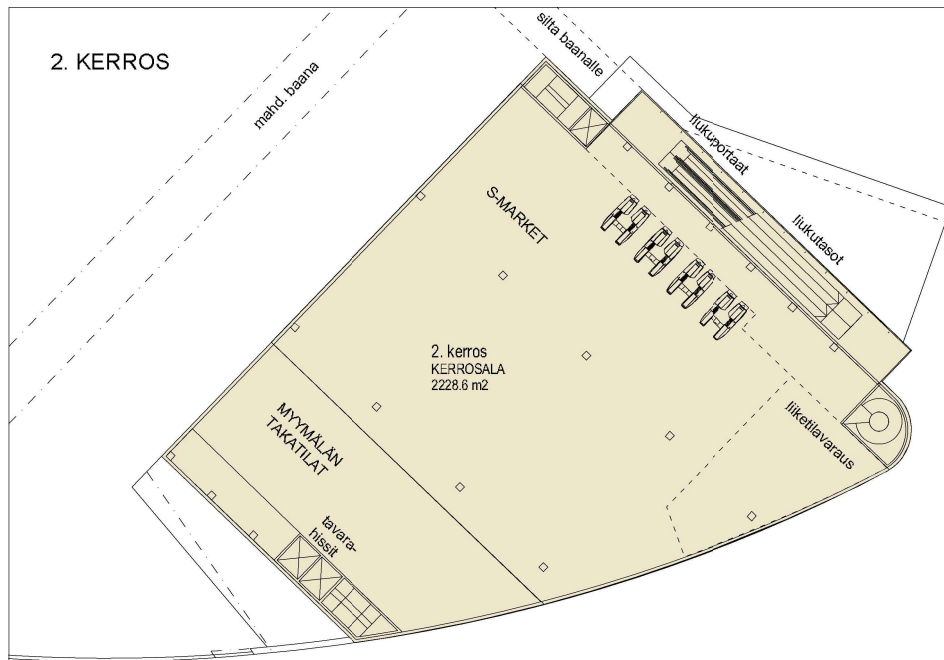 2. KERROS
mahd. baana
silta baanalle
liukuportaat
liukutasot
S-MARKET
2. kerros
KERROSALA
2228.6 m2
MYYMÄLÄN
TAKATILAT
liiketilavaraus
tavara-
hissit